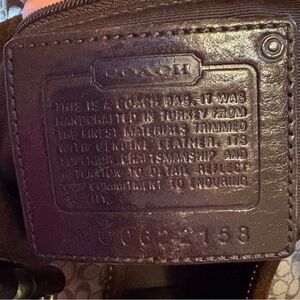 COACH
THIS IS A COACH BAG. IT WAS
HANDCRAFTED IN TURKEY FROM
THE FINEST MATERIALS TRIMMED
WITH GENUINE LEATHER. ITS
SUPERIOR CRAFTSMANSHIP AND
ATTENTION TO DETAIL REFLECT
OUR COMMITMENT TO ENDURING
QUALITY.